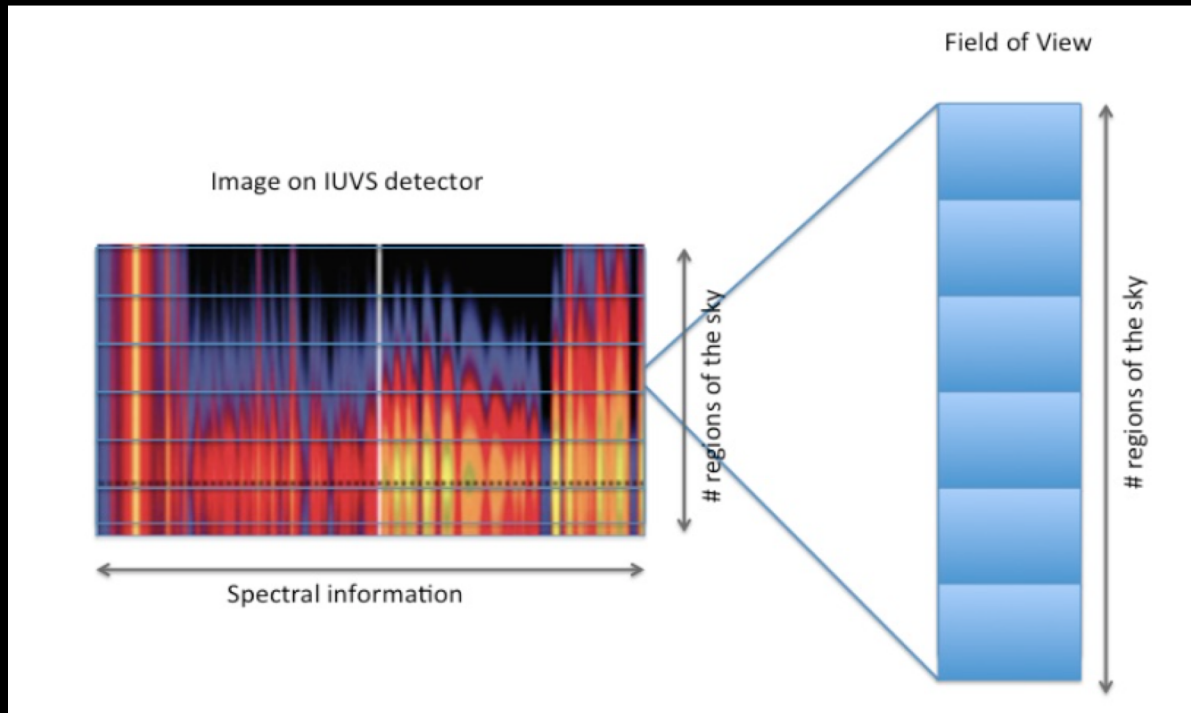 Field of View
Image on IUVS detector
# regions of the sky
# regions of the sky
Spectral information